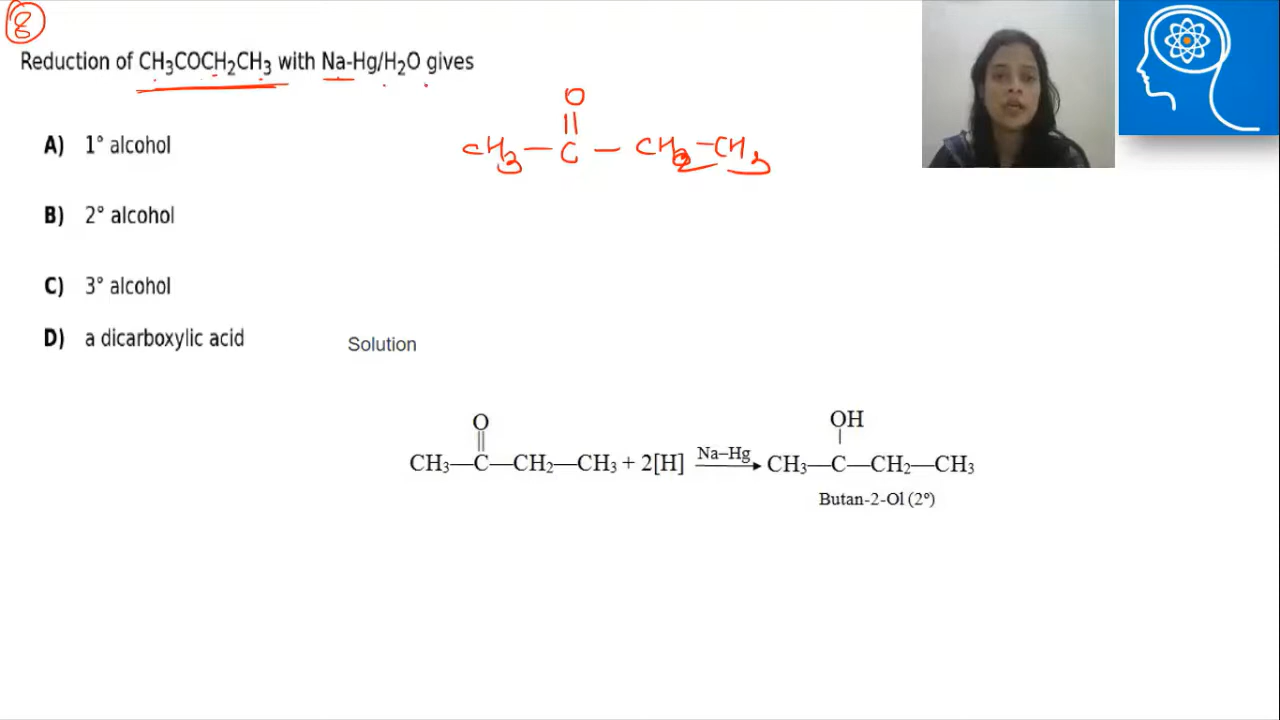 8
Reduction of CH₃COCH₂CH₃ with Na-Hg/H₂O gives
O
||
CH₃ — C — CH₂ — CH₃
A) 1° alcohol
B) 2° alcohol
C) 3° alcohol
D) a dicarboxylic acid
Solution
O
||
CH₃—C—CH₂—CH₃ + 2[H] Na–Hg → CH₃—C—CH₂—CH₃
OH
|
Butan-2-Ol (2º)